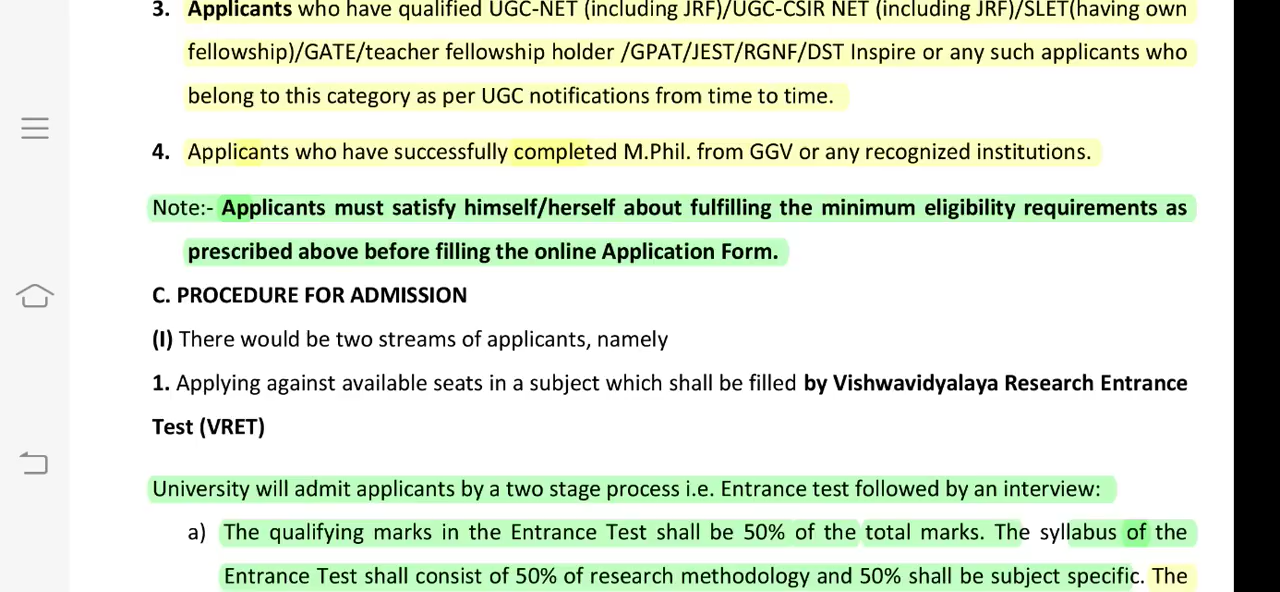 3. Applicants who have qualified UGC-NET (including JRF)/UGC-CSIR NET (including JRF)/SLET(having own
fellowship)/GATE/teacher fellowship holder /GPAT/JEST/RGNF/DST Inspire or any such applicants who
belong to this category as per UGC notifications from time to time.
4. Applicants who have successfully completed M.Phil. from GGV or any recognized institutions.
Note:- Applicants must satisfy himself/herself about fulfilling the minimum eligibility requirements as
prescribed above before filling the online Application Form.
C. PROCEDURE FOR ADMISSION
(I) There would be two streams of applicants, namely
1. Applying against available seats in a subject which shall be filled by Vishwavidyalaya Research Entrance
Test (VRET)
University will admit applicants by a two stage process i.e. Entrance test followed by an interview:
a) The qualifying marks in the Entrance Test shall be 50% of the total marks. The syllabus of the
Entrance Test shall consist of 50% of research methodology and 50% shall be subject specific. The